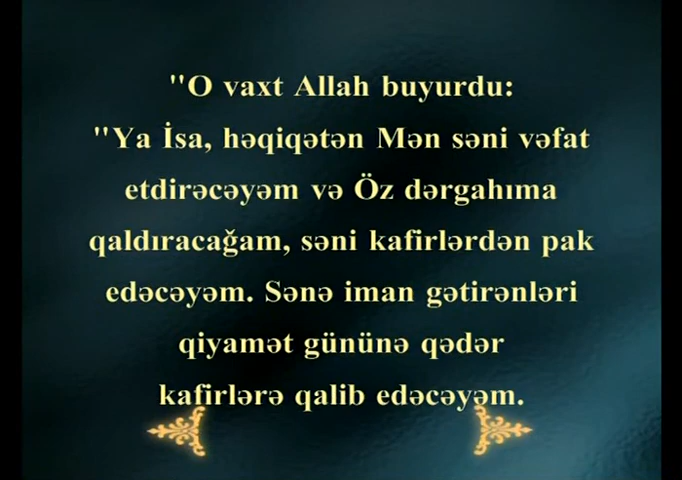 "O vaxt Allah buyurdu:
"Ya İsa, həqiqətən Mən səni vəfat
etdirəcəyəm və Öz dərgahıma
qaldıracağam, səni kafirlərdən pak
edəcəyəm. Sənə iman gətirənləri
qiyamət gününə qədər
kafirlərə qalib edəcəyəm.